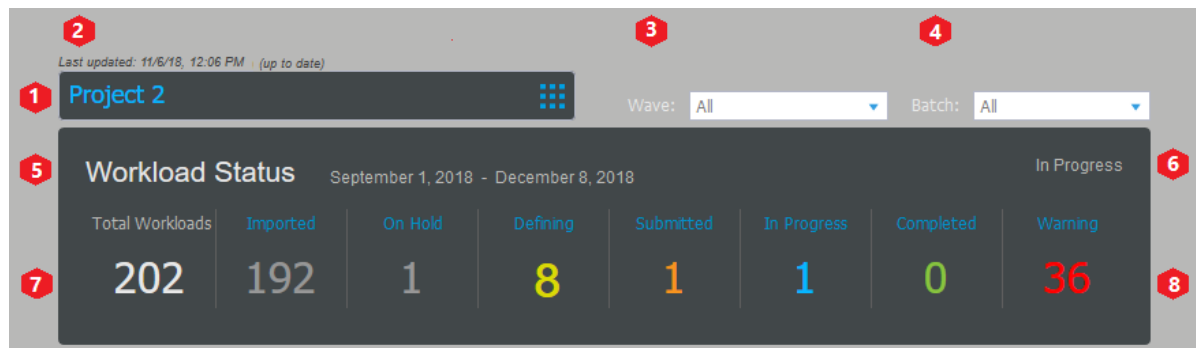 2
3
4
Last updated: 11/6/18, 12:06 PM (up to date)
1
Project 2
Wave: All
Batch: All
5
Workload Status September 1, 2018 - December 8, 2018
In Progress
6
Total Workloads Imported On Hold Defining Submitted In Progress Completed Warning
7
202 192 1 8 1 1 0 36
8